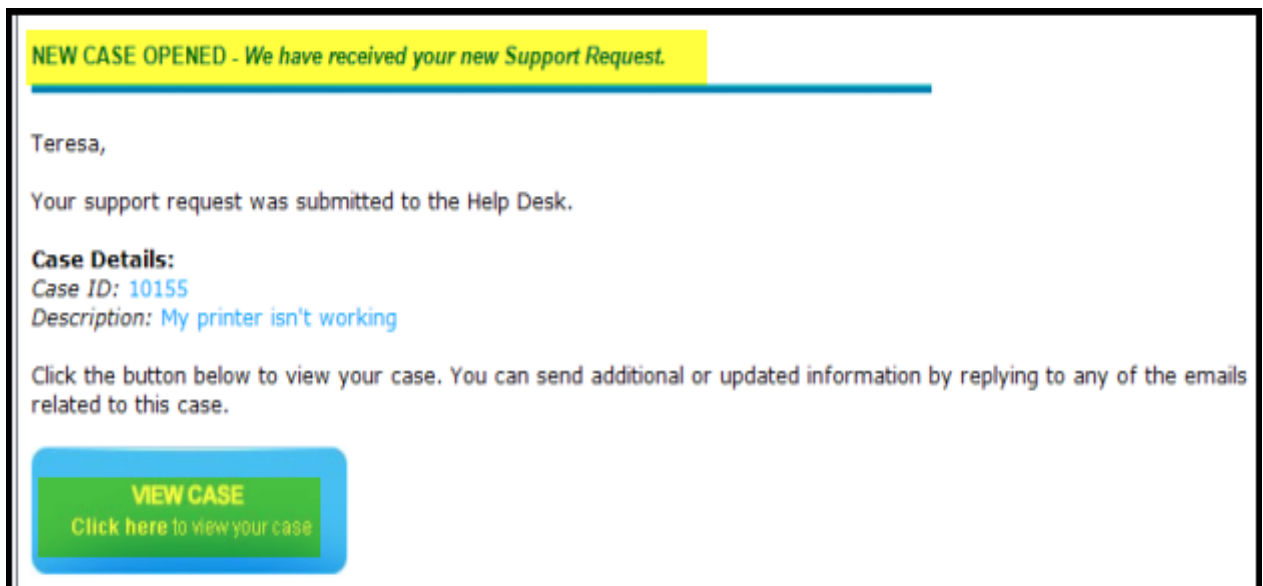 NEW CASE OPENED - We have received your new Support Request.
Teresa,
Your support request was submitted to the Help Desk.
Case Details:
Case ID: 10155
Description: My printer isn't working
Click the button below to view your case. You can send additional or updated information by replying to any of the emails
related to this case.
VIEW CASE
Click here to view your case